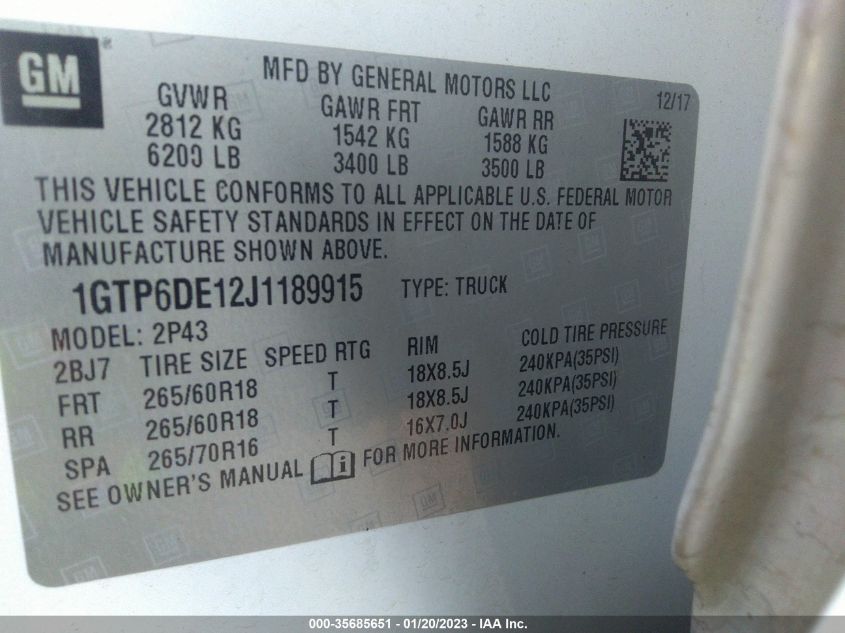 GM
MFD BY GENERAL MOTORS LLC
GVWR GAWR FRT GAWR RR 12/17
2812 KG 1542 KG 1588 KG
6200 LB 3400 LB 3500 LB
THIS VEHICLE CONFORMS TO ALL APPLICABLE U.S. FEDERAL MOTOR
VEHICLE SAFETY STANDARDS IN EFFECT ON THE DATE OF
MANUFACTURE SHOWN ABOVE.
1GTP6DE12J1189915 TYPE: TRUCK
MODEL: 2P43
2BJ7 TIRE SIZE SPEED RTG RIM COLD TIRE PRESSURE
FRT 265/60R18 T 18X8.5J 240KPA(35PSI)
RR 265/60R18 T 18X8.5J 240KPA(35PSI)
SPA 265/70R16 T 16X7.0J 240KPA(35PSI)
SEE OWNER'S MANUAL FOR MORE INFORMATION.
000-35685651 - 01/20/2023 - IAA Inc.